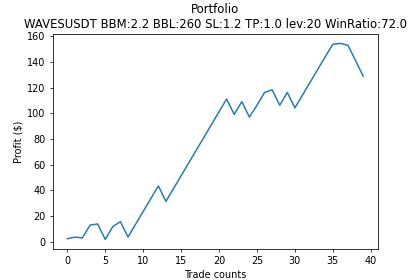 Portfolio
WAVESUSDT BBM:2.2 BBL:260 SL:1.2 TP:1.0 lev:20 WinRatio:72.0
160
140
120
100
80
60
40
20
0
Profit ($)
0 5 10 15 20 25 30 35 40
Trade counts